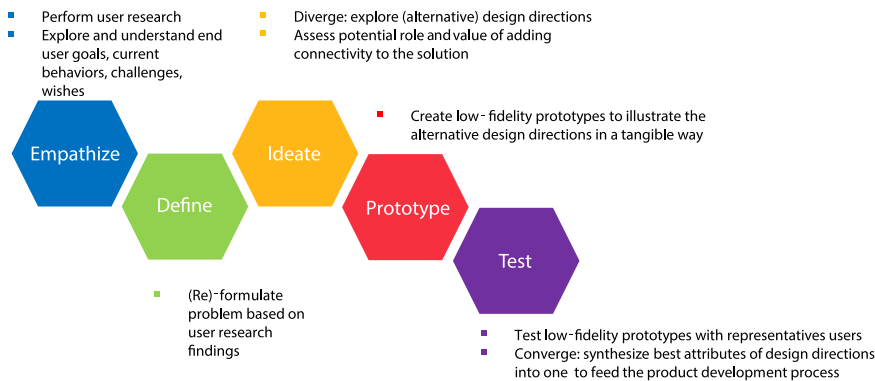 Perform user research
Explore and understand end
user goals, current
behaviors, challenges,
wishes
Diverge: explore (alternative) design directions
Assess potential role and value of adding
connectivity to the solution
Create low-fidelity prototypes to illustrate the
alternative design directions in a tangible way
Empathize
Define
Ideate
Prototype
Test
(Re)-formulate
problem based on
user research
findings
Test low-fidelity prototypes with representatives users
Converge: synthesize best attributes of design directions
into one to feed the product development process